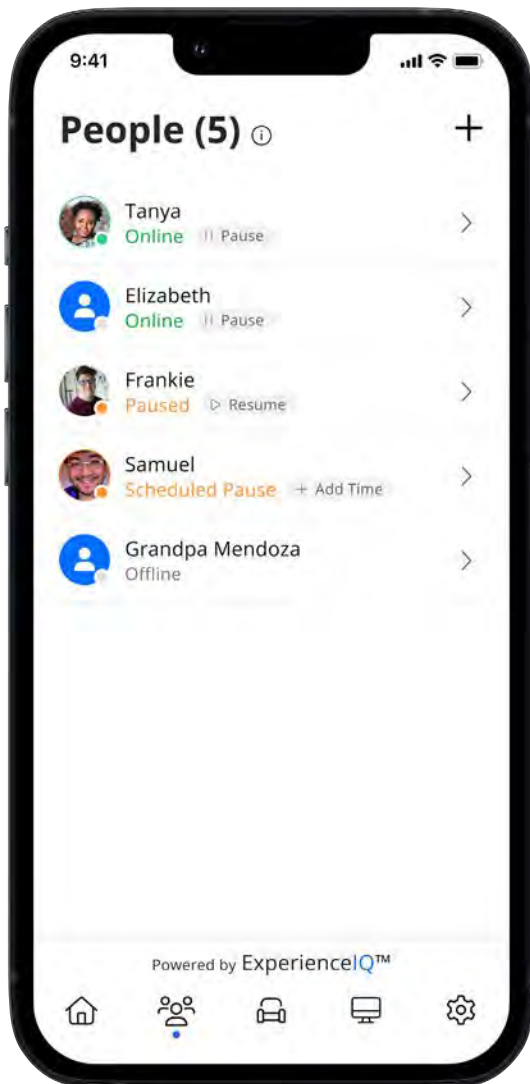 9:41
People (5)
Tanya
Online Pause
Elizabeth
Online Pause
Frankie
Paused Resume
Samuel
Scheduled Pause + Add Time
Grandpa Mendoza
Offline
Powered by ExperienceIQ™